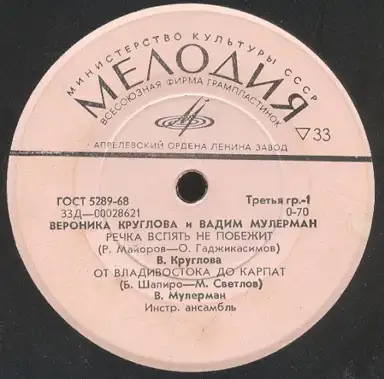 МИНИСТЕРСТВО КУЛЬТУРЫ СССР
МЕЛОДИЯ
ВСЕСОЮЗНАЯ ФИРМА ГРАМПЛАСТИНОК
▽33
АПРЕЛЕВСКИЙ ОРДЕНА ЛЕНИНА ЗАВОД
ГОСТ 5289-68 Третья гр.-1
33Д—00028621 0-70
ВЕРОНИКА КРУГЛОВА и ВАДИМ МУЛЕРМАН
РЕЧКА ВСПЯТЬ НЕ ПОБЕЖИТ
(Р. Майоров—О. Гаджикасимов)
В. Круглова
ОТ ВЛАДИВОСТОКА ДО КАРПАТ
(Б. Шапиро—М. Светлов)
В. Мулерман
Инстр. ансамбль